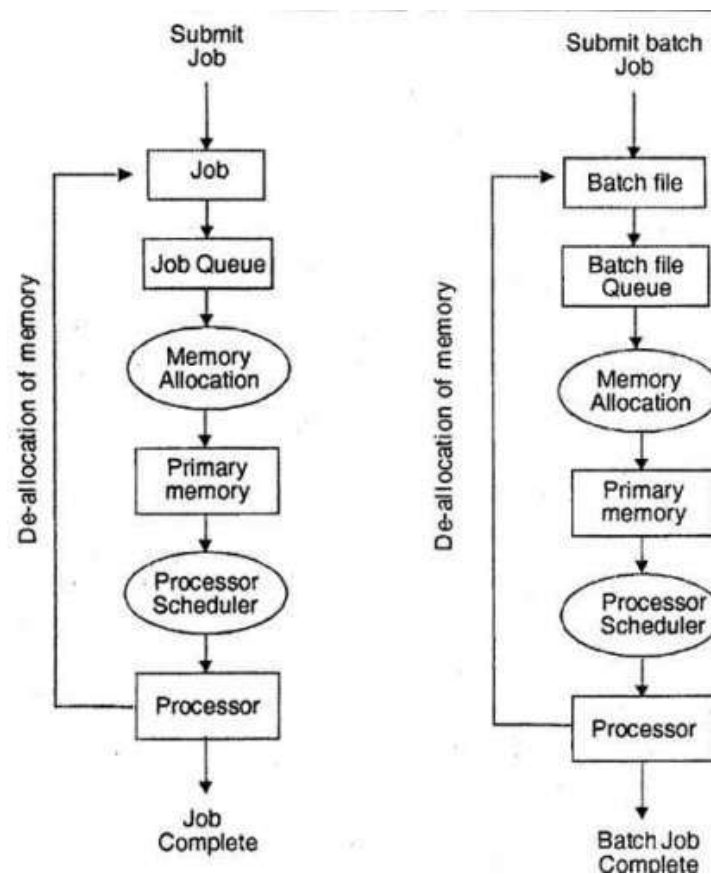 Submit
Job
Job
Job Queue
Memory
Allocation
Primary
memory
Processor
Scheduler
Processor
Job
Complete
De-allocation of memory
Submit batch
Job
Batch file
Batch file
Queue
Memory
Allocation
Primary
memory
Processor
Scheduler
Processor
Batch Job
Complete
De-allocation of memory